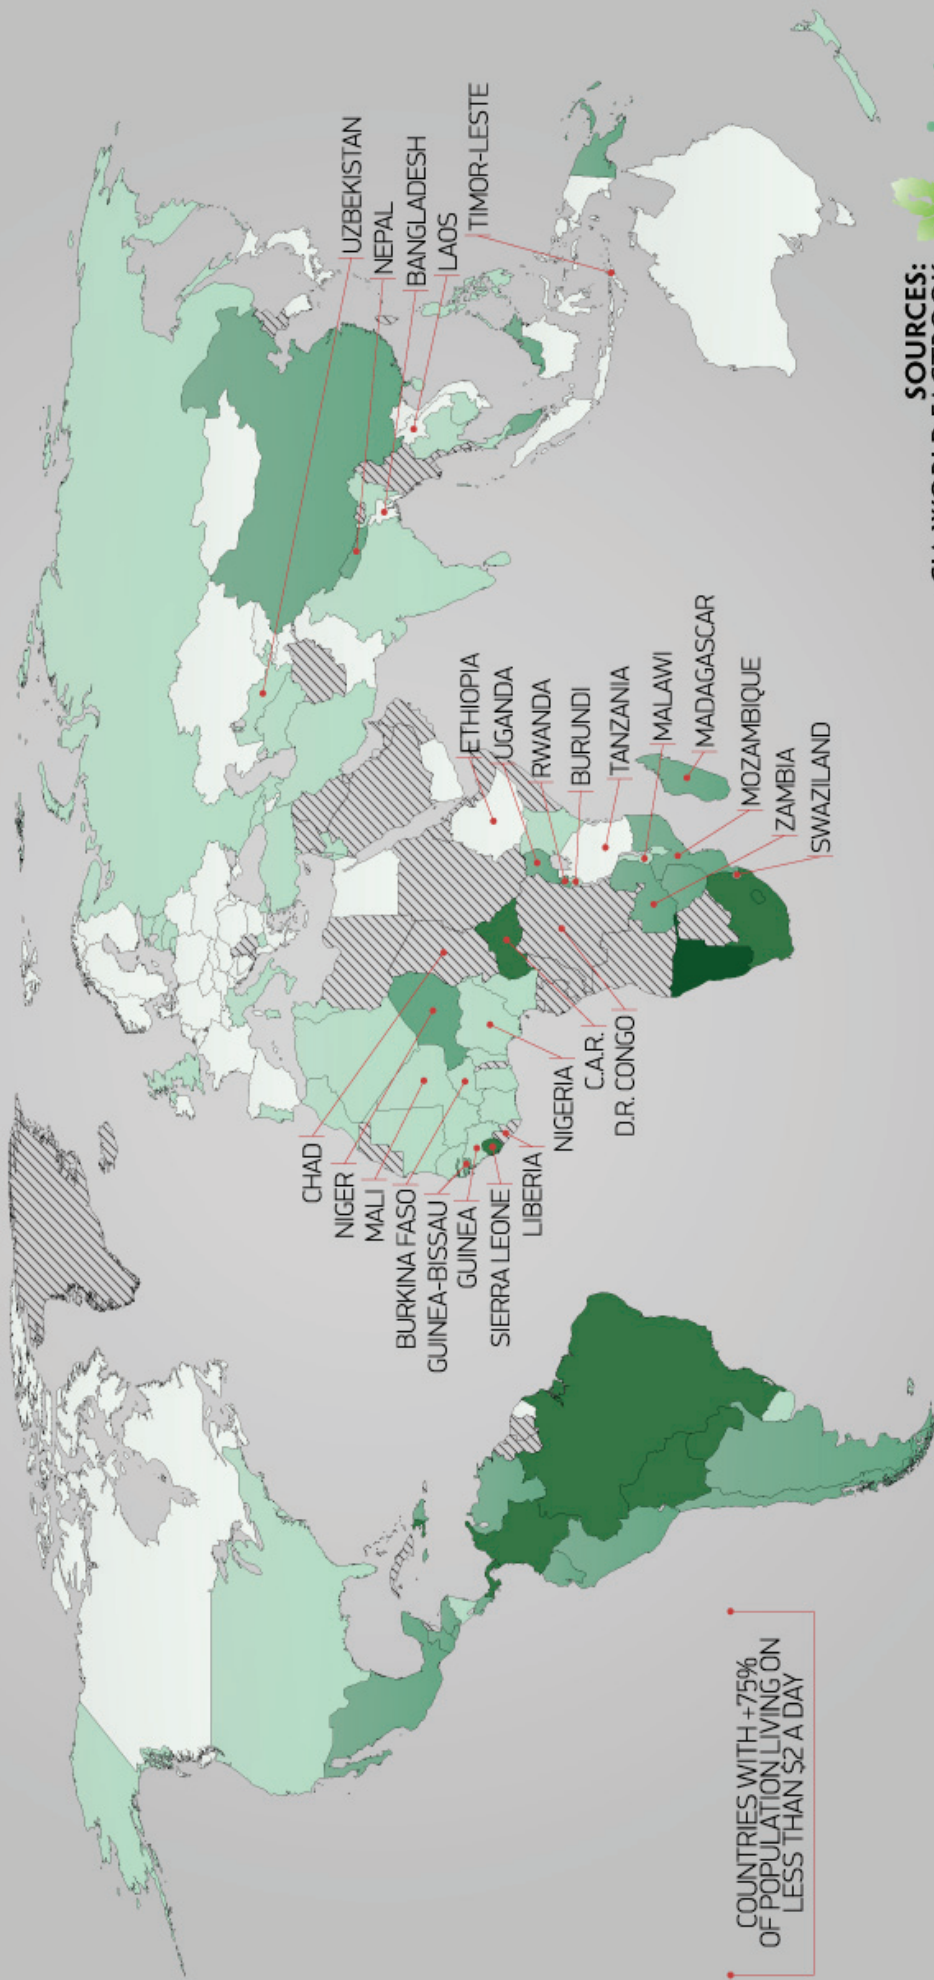 UZBEKISTAN
NEPAL
BANGLADESH
LAOS
TIMOR-LESTE
CHAD
NIGER
MALI
BURKINA FASO
GUINEA-BISSAU
GUINEA
SIERRA LEONE
LIBERIA
NIGERIA
C.A.R.
D.R. CONGO
ETHIOPIA
UGANDA
RWANDA
BURUNDI
TANZANIA
MALAWI
MADAGASCAR
MOZAMBIQUE
ZAMBIA
SWAZILAND
COUNTRIES WITH +75%
OF POPULATION LIVING ON
LESS THAN $2 A DAY
SOURCES: